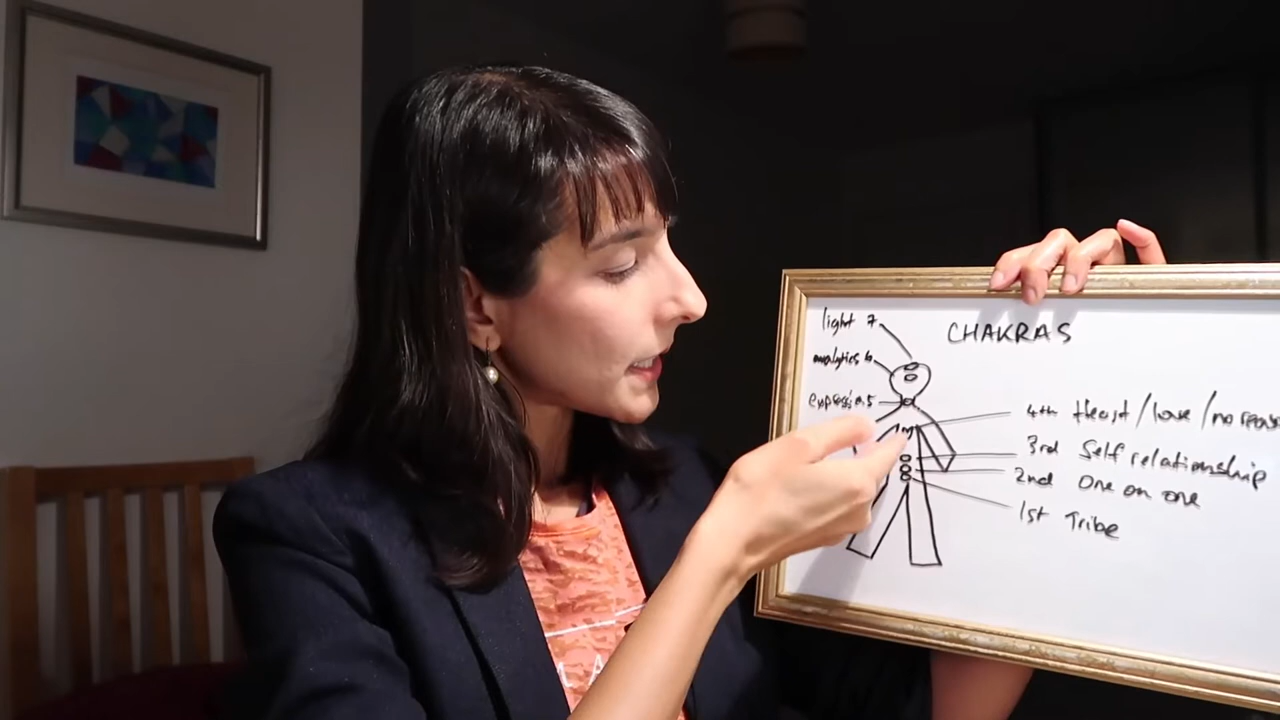 CHAKRAS
light 7
analytics 6
expression 5
4th Heart / love / no
3rd Self relationship
2nd One on one
1st Tribe